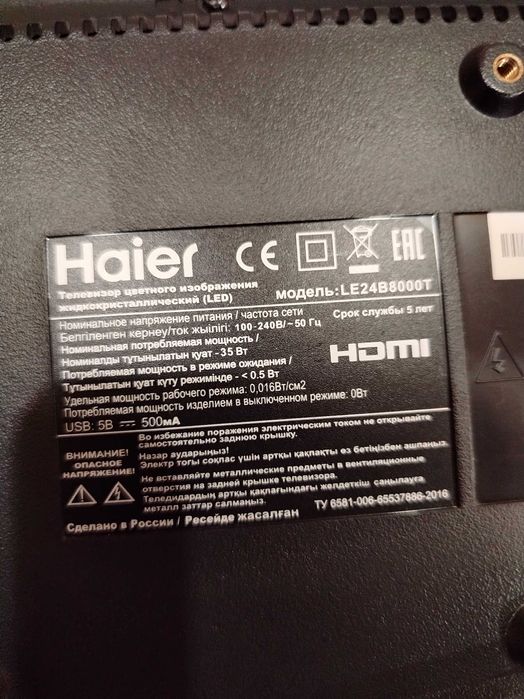 Haier CE EAC
Телевизор цветного изображения
жидкокристаллический (LED)
модель:LE24B8000T
Номинальное напряжение питания / частота сети
Белгіленген кернеу/ток жыіліігі: 100-240В/~50 Гц
Срок службы 5 лет
Номинальная потребляемая мощность /
Номиналды тұтынылатын қуат -35 Вт
HDMI
Потребляемая мощность в режиме ожидания /
Тұтынылатын қуат күту режимінде - < 0.5 Вт
Удельная мощность рабочего режима: 0,016Вт/см2
Потребляемая мощность изделием в выключенном режиме: 0Вт
USB: 5В 500мА
ВНИМАНИЕ!
ОПАСНОЕ
НАПРЯЖЕНИЕ!
Во избежание поражения электрическим током не открывайте
самостоятельно заднюю крышку.
Назар аударыңыз!
Электр тогы соқпас үшін артқы қақпақты ез бетіңізбен ашпаңыз.
Не вставляйте металлические предметы в вентиляционные
отверстия на задней крышке телевизора.
Теледидардың артқы қақпағындағы желдеткіш саңылауға
металл заттар салмаңыз.
ТУ 6581-006-65537886-2016
Сделано в России / Ресейде жасалған